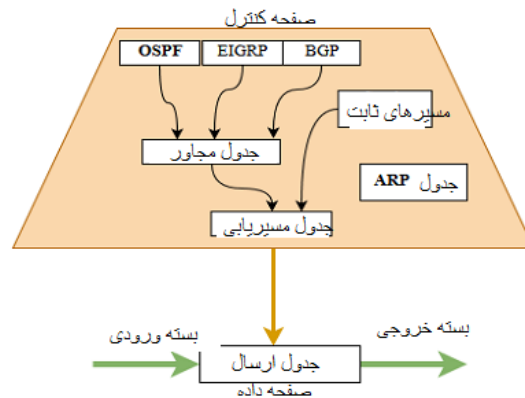 صفحه کنترل
OSPF
EIGRP
BGP
مسیرهای ثابت
جدول مجاور
جدول ARP
جدول مسیریابی
بسته ورودی
بسته خروجی
جدول ارسال
صفحه داده